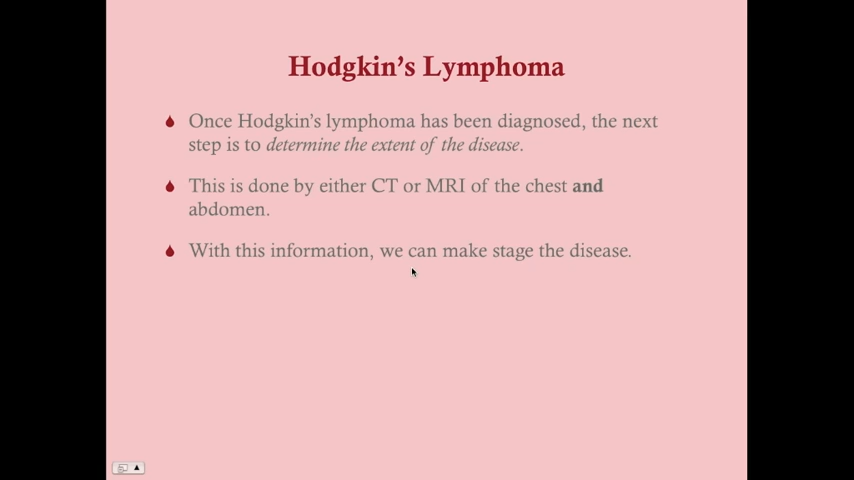 Hodgkin's Lymphoma
Once Hodgkin's lymphoma has been diagnosed, the next
step is to determine the extent of the disease.
This is done by either CT or MRI of the chest and
abdomen.
With this information, we can make stage the disease.